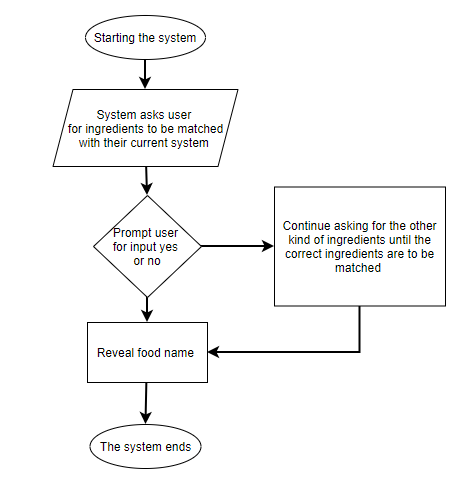 Starting the system
System asks user
for ingredients to be matched
with their current system
Prompt user
for input yes
or no
Continue asking for the other
kind of ingredients until the
correct ingredients are to be
matched
Reveal food name
The system ends